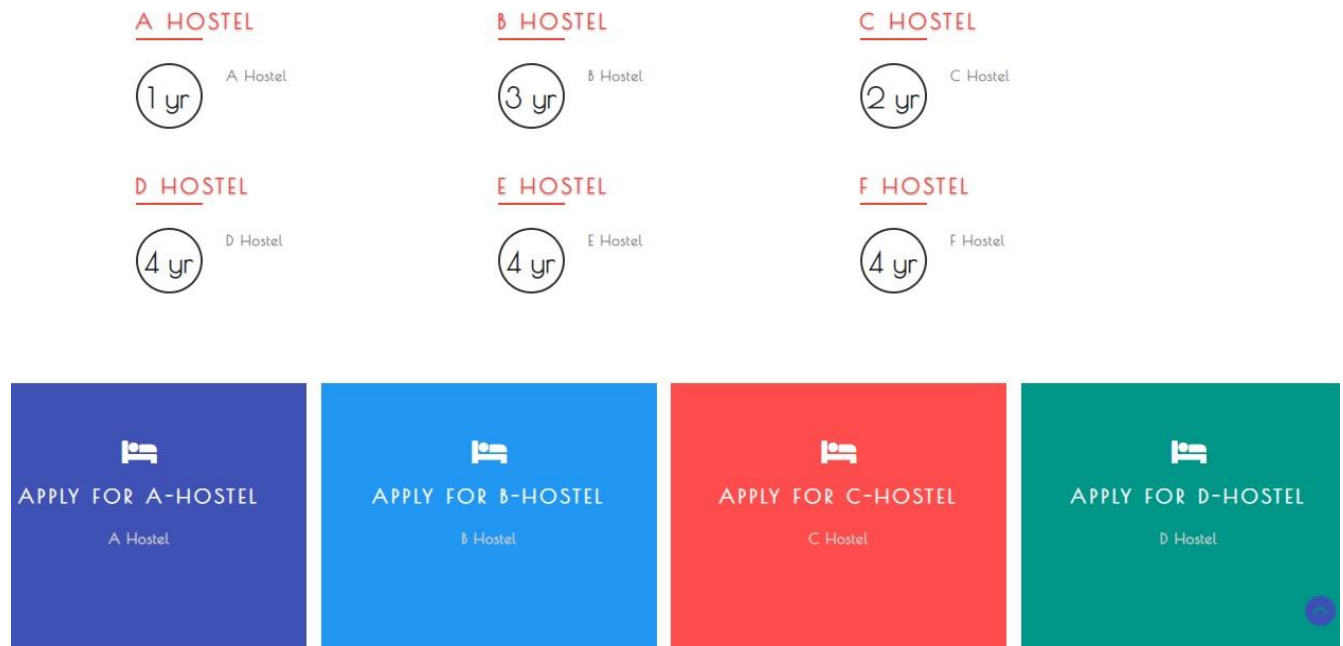 A HOSTEL
B HOSTEL
C HOSTEL
1 yr
A Hostel
3 yr
B Hostel
2 yr
C Hostel
D HOSTEL
E HOSTEL
F HOSTEL
4 yr
D Hostel
4 yr
E Hostel
4 yr
F Hostel
APPLY FOR A-HOSTEL
A Hostel
APPLY FOR B-HOSTEL
B Hostel
APPLY FOR C-HOSTEL
C Hostel
APPLY FOR D-HOSTEL
D Hostel